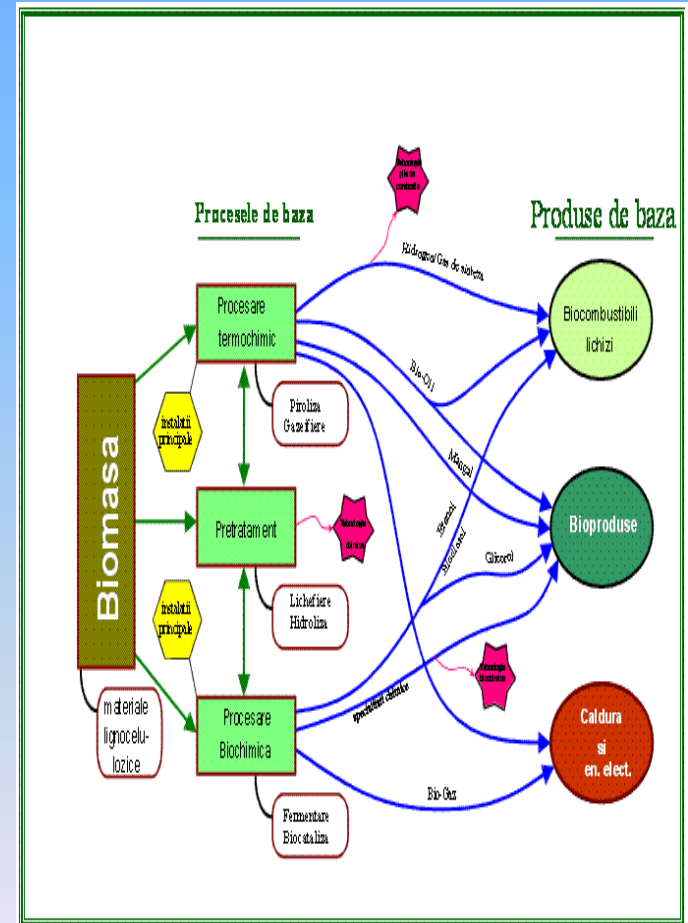 Procesele de baza
Produse de baza
Hidrogen/Gaz de sinteza
Procesare
termochimic
Biocombustibili
lichizi
Bio-Oil
Piroliza
Gazeifiere
instalatii
principale
Mangal
Biomasa
Pretratament
Etanol
Bioproduse
Glicerol
Lichefiere
Hidroliza
instalatii
principale
materiale
lignocelu-
lozice
Procesare
Biochimica
Caldura
si
en. elect.
Bio-Gaz
Fermentare
Biocataliza